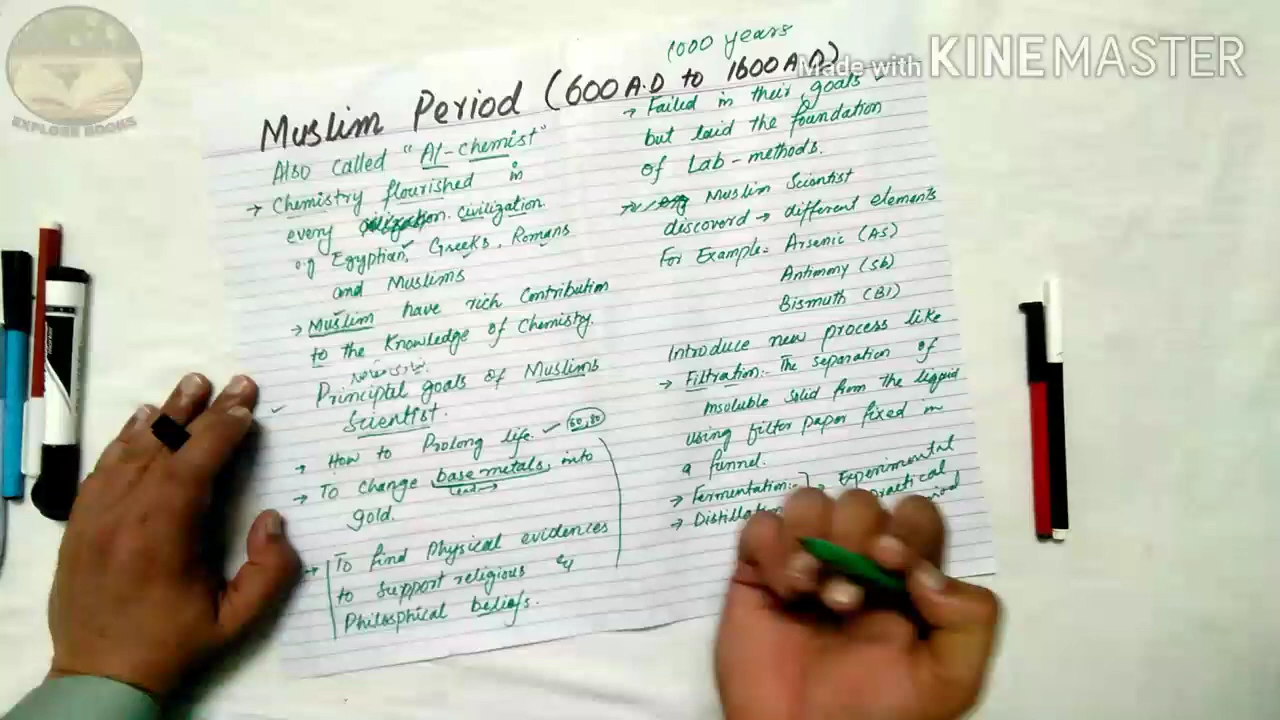 EXPLORE BOOKS
Made with KINEMASTER
1000 years
Muslim Period (600 A.D to 1600 A.D)
Also called "Al-chemist"
→ Chemistry flourished in
every civilization.
e.g Egyptian, Greeks, Romans
and Muslims
→ Muslim have rich Contribution
to the Knowledge of Chemistry.
Principtal goals of Muslims
Scientist.
→ How to Prolong life. ✓
→ To change base metals into
lead →
gold.
→ To find Physical evidences
to support religious
Philosphical beliefs.
→ Failed in their goals ✓
but laid the foundation
of Lab-methods.
Muslim Scientist
discoverd → different elements
For Example:- Arsenic (AS)
Antimony (Sb)
Bismuth (BI)
Introduce new process like
→ Filtration:- The separation of
insoluble solid from the liquid
using filter paper fixed in
a funnel.
→ Fermentation:- → Experimental
→ Distillat